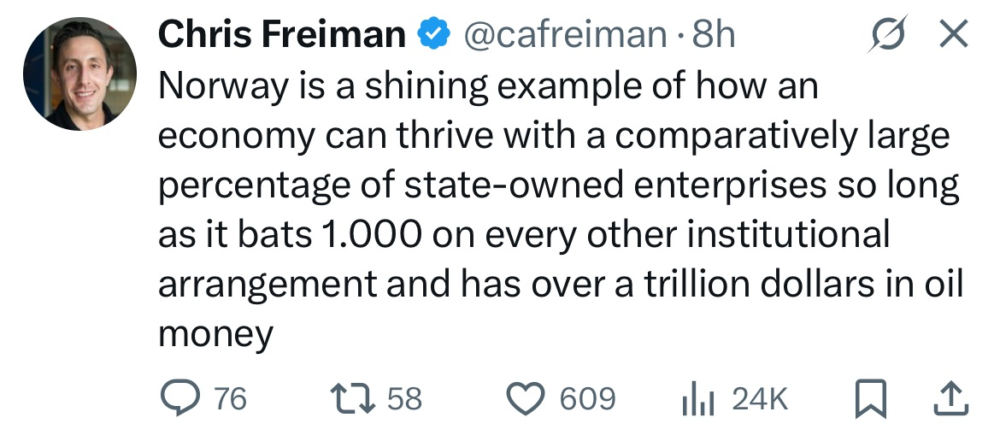 Chris Freiman @cafreiman · 8h
Norway is a shining example of how an
economy can thrive with a comparatively large
percentage of state-owned enterprises so long
as it bats 1.000 on every other institutional
arrangement and has over a trillion dollars in oil
money
76 58 609 24K